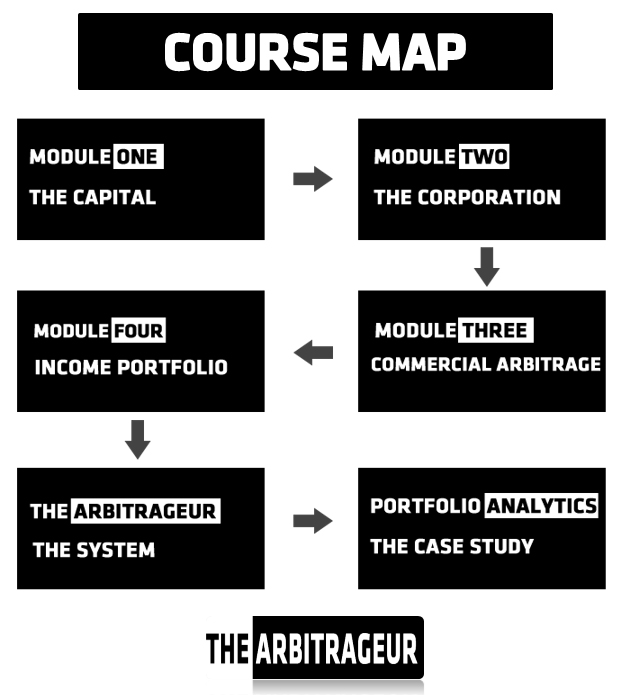 COURSE MAP
MODULE ONE
THE CAPITAL
MODULE TWO
THE CORPORATION
MODULE THREE
COMMERCIAL ARBITRAGE
MODULE FOUR
INCOME PORTFOLIO
THE ARBITRAGEUR
THE SYSTEM
PORTFOLIO ANALYTICS
THE CASE STUDY
THE ARBITRAGEUR